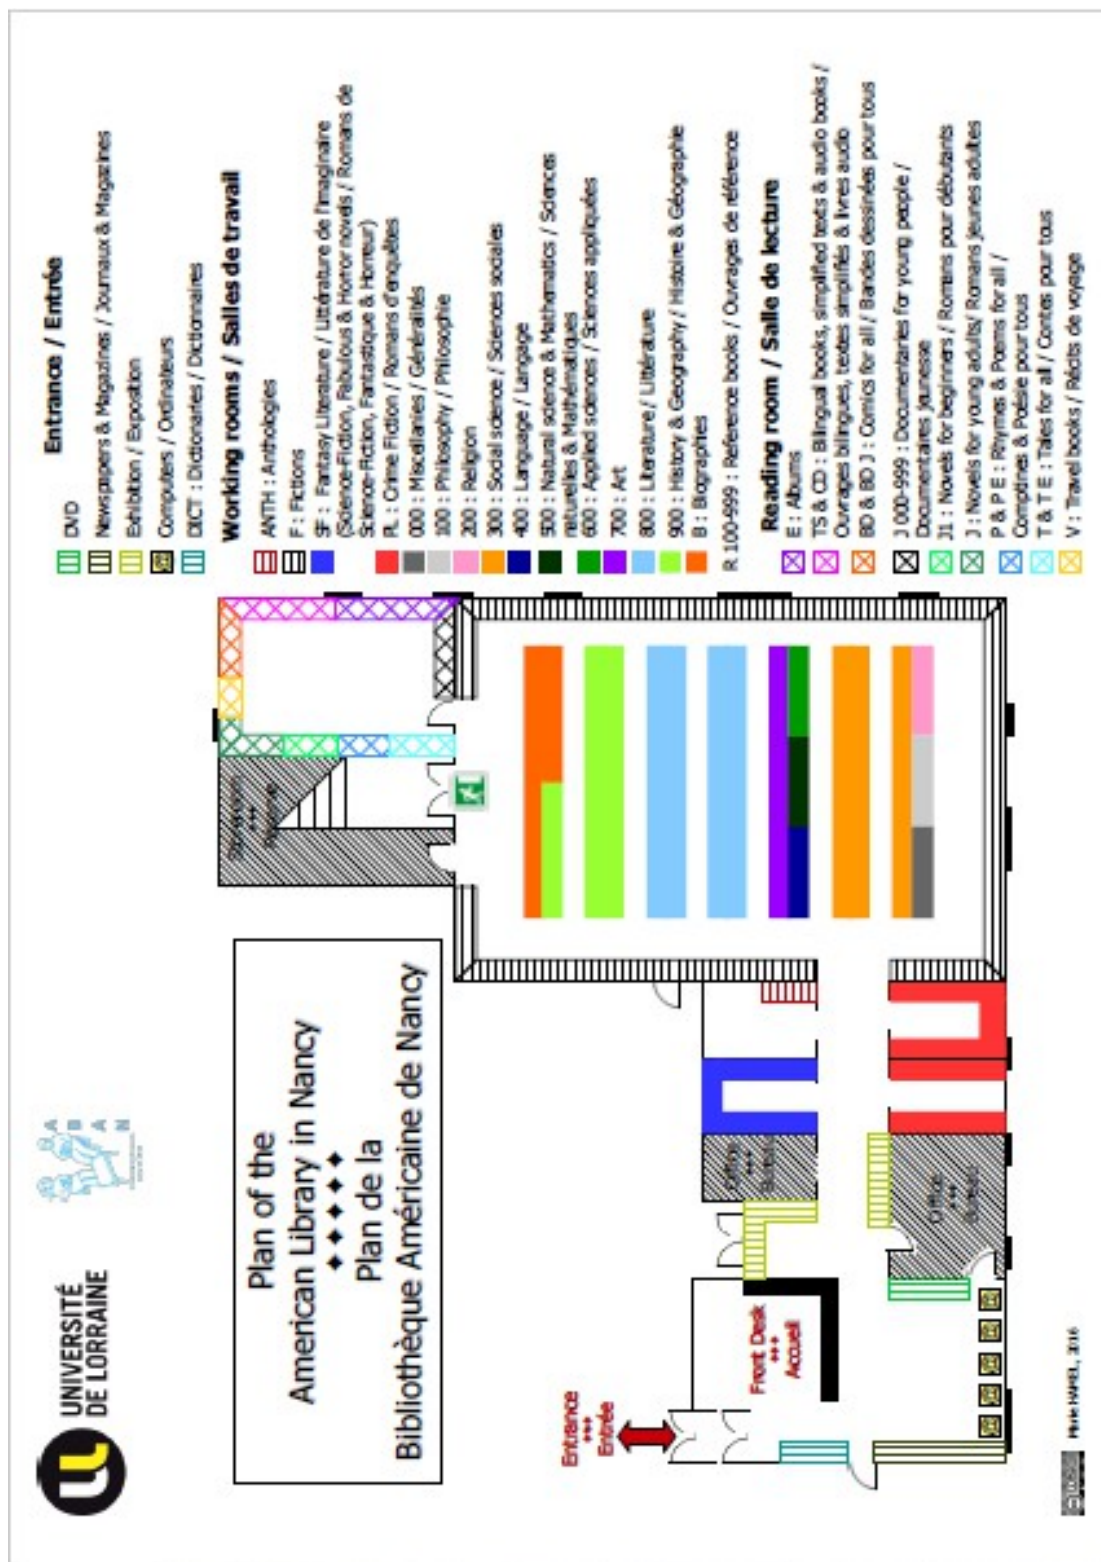 UNIVERSITÉ
DE LORRAINE
A
B
A
N
Plan of the
American Library in Nancy
Plan de la
Bibliothèque Américaine de Nancy
Entrance
Entrée
Front Desk
Accueil
Office
Bureau
Office
Bureau
Entrance / Entrée
DVD
Newspapers & Magazines / Journaux & Magazines
Exhibition / Exposition
Computers / Ordinateurs
DICT : Dictionaries / Dictionnaires
Working rooms / Salles de travail
ANTH : Anthologies
F : Fictions
SF : Fantasy Literature / Littérature de l'imaginaire
(Science-Fiction, Fabulous & Horror novels / Romans de
Science-Fiction, Fantastique & Horreur)
PL : Crime Fiction / Romans d'enquêtes
000 : Miscellanies / Généralités
100 : Philosophy / Philosophie
200 : Religion
300 : Social science / Sciences sociales
400 : Language / Langage
500 : Natural science & Mathematics / Sciences
naturelles & Mathématiques
600 : Applied sciences / Sciences appliquées
700 : Art
800 : Literature / Littérature
900 : History & Geography / Histoire & Géographie
B : Biographies
R 100-999 : Reference books / Ouvrages de référence
Reading room / Salle de lecture
E : Albums
TS & CD : Bilingual books, simplified texts & audio books /
Ouvrages bilingues, textes simplifiés & livres audio
BD & BD J : Comics for all / Bandes dessinées pour tous
J 000-999 : Documentaries for young people /
Documentaires jeunesse
J1 : Novels for beginners / Romans pour débutants
J : Novels for young adults/ Romans jeunes adultes
P & P E : Rhymes & Poems for all /
Comptines & Poésie pour tous
T & T E : Tales for all / Contes pour tous
V : Travel books / Récits de voyage
HAMEL, 2016